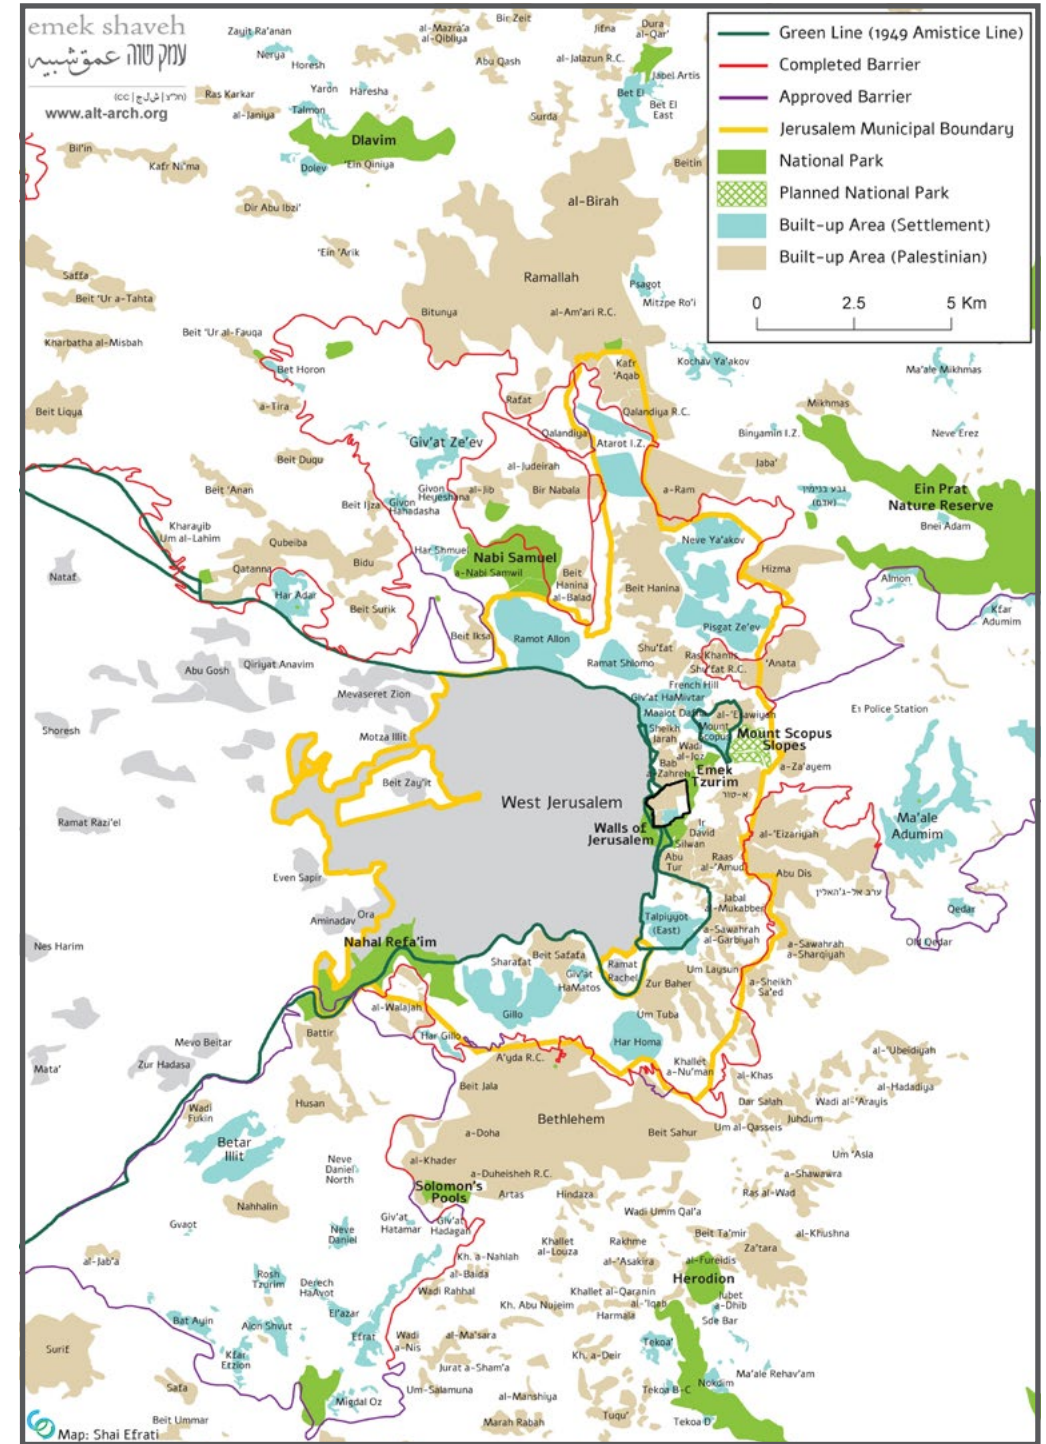 emek shaveh
עמק שווה عمق شبيه
(CC | ش.ل.ج | חל"צ)
www.alt-arch.org
Green Line (1949 Amistice Line)
Completed Barrier
Approved Barrier
Jerusalem Municipal Boundary
National Park
Planned National Park
Built-up Area (Settlement)
Built-up Area (Palestinian)
0 2.5 5 Km
Zayit Ra'anan
Nerya
Horesh
Yaron
Haresha
Ras Karkar
al-Janiya
Talmon
Dlavim
Dolev
'Ein Qiniya
Bil'in
Kafr Ni'ma
Dir Abu Ibzi'
'Ein 'Arik
Bir Zeit
al-Mazra'a
al-Qibliya
Abu Qash
Jifna
Dura
al-Qar'
al-Jalazun R.C.
Jabel Artis
Bet El
Bet El
East
Surda
Beitin
al-Birah
Ramallah
Psagot
Mitzpe Ro'i
Bitunya
al-Am'ari R.C.
Saffa
Beit 'Ur a-Tahta
Kharbatha al-Misbah
Beit 'Ur al-Fauqa
Bet Horon
a-Tira
Beit Liqya
Kafr
'Aqab
Kochav Ya'akov
Ma'ale Mikhmas
Rafat
Qalandiya R.C.
Mikhmas
Qalandiya
Atarot I.Z.
Binyamin I.Z.
Neve Erez
Giv'at Ze'ev
Beit Duqu
al-Judeirah
Jaba'
Beit 'Anan
Givon
Heyeshana
al-Jib
Bir Nabala
a-Ram
גבע בנימין
(אדם)
Ein Prat
Nature Reserve
Bnei Adam
Beit Ijza
Givon
Hahadasha
Kharayib
Um al-Lahim
Qubeiba
Bidu
Har Shmuel
Nabi Samuel
a-Nabi Samwil
Neve Ya'akov
Qatanna
Hizma
Nataf
Har Adar
Beit
Hanina
al-Balad
Beit Hanina
Almon
Beit Surik
Kfar
Adumim
Beit Iksa
Ramot Allon
Pisgat Ze'ev
Shu'fat
Ras Khamis
Shu'fat R.C.
'Anata
Ramat Shlomo
Abu Gosh
Qiriyat Anavim
French Hill
Giv'at HaMivtar
Mevaseret Zion
Maalot Dafna
al-'Esawiyah
E1 Police Station
Shoresh
Motza Illit
Sheikh
Jarah
Mount
Scopus
Mount Scopus
Slopes
Wadi
al-Joz
Bab
a-Zahreh
Emek
Tzurim
a-Za'ayem
Beit Zay'it
West Jerusalem
א-טור
Ma'ale
Adumim
Ramat Razi'el
Walls of
Jerusalem
Ir
David
Silwan
al-'Eizariyah
Abu
Tur
Raas
al-'Amud
Abu Dis
Even Sapir
ערב אל-ג'האלין
Jabal
al-Mukabber
Qedar
Ora
Aminadav
Talpiyyot
(East)
a-Sawahrah
al-Garbiyah
Old Qedar
Nes Harim
Nahal Refa'im
a-Sawahrah
a-Sharqiyah
Sharafat
Beit Safafa
Ramat
Rachel
Um Laysun
Giv'at
HaMatos
Zur Baher
a-Sheikh
Sa'ed
al-Walajah
Gillo
Um Tuba
Battir
Har Gillo
Har Homa
Mevo Beitar
A'yda R.C.
al-'Ubeidiyah
Mata'
Zur Hadasa
Khallet
a-Nu'man
al-Khas
Beit Jala
al-Hadadiya
Husan
Wadi
Fukin
Bethlehem
Dar Salah
Wadi al-'Arayis
Juhdum
Um al-Qasseis
a-Doha
Beit Sahur
Betar
Illit
Um 'Asla
Neve
Daniel
North
al-Khader
a-Duheisheh R.C.
a-Shawawra
Solomon's
Pools
Artas
Hindaza
Ras al-Wad
Nahhalin
Wadi Umm Qal'a
Gvaot
Giv'at
Hatamar
Giv'at
Hadagan
Neve
Daniel
Beit Ta'mir
al-Khushna
Khallet
al-Louza
Rakhme
Za'tara
al-Jab'a
Kh. a-Nahlah
al-'Asakira
al-Fureidis
Rosh
Tzurim
al-Baida
Herodion
Derech
HaAvot
Wadi Rahhal
Khallet al-Qaranin
Jubet
a-Dhib
Kh. Abu Nujeim
al-'Iqab
Harmala
Sde Bar
El'azar
Bat Ayin
Alon Shvut
Efrat
Wadi
a-Nis
al-Ma'sara
Tekoa'
Surif
Kfar
Etzion
Kh. a-Deir
Jurat a-Sham'a
Ma'ale Rehav'am
Safa
Um-Salamuna
Nokdim
Tekoa B-C
Migdal Oz
al-Manshiya
Beit Ummar
Marah Rabah
Tuqu'
Tekoa D
Map: Shai Efrati